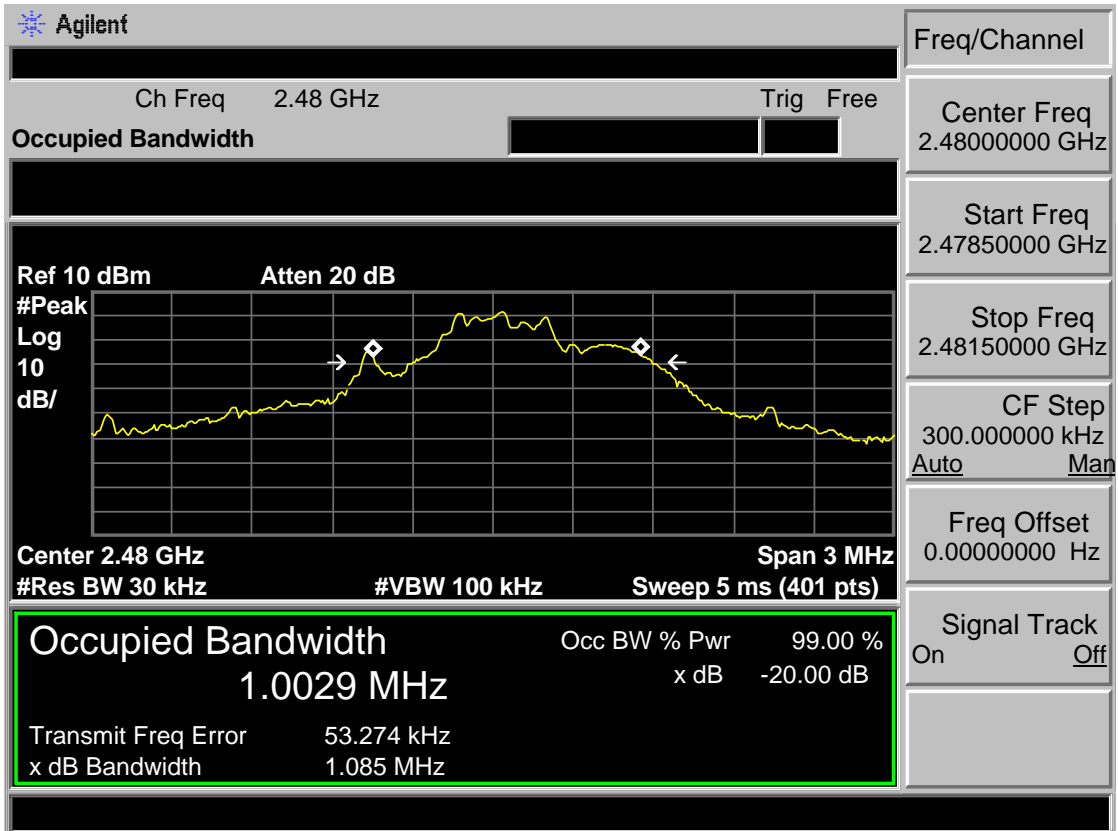 Agilent
Freq/Channel
Ch Freq 2.48 GHz Trig Free
Occupied Bandwidth
Center Freq
2.48000000 GHz
Start Freq
2.47850000 GHz
Stop Freq
2.48150000 GHz
CF Step
300.000000 kHz
Auto Man
Freq Offset
0.00000000 Hz
Signal Track
On Off
Ref 10 dBm Atten 20 dB
#Peak
Log
10
dB/
Center 2.48 GHz Span 3 MHz
#Res BW 30 kHz #VBW 100 kHz Sweep 5 ms (401 pts)
Occupied Bandwidth
1.0029 MHz
Occ BW % Pwr 99.00 %
x dB -20.00 dB
Transmit Freq Error 53.274 kHz
x dB Bandwidth 1.085 MHz